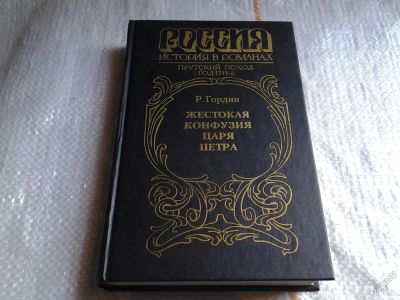 РОССИЯ
ИСТОРИЯ В РОМАНАХ
ПРУТСКИЙ ПОХОД
ГОД 1711-й
Р. Гордин
ЖЕСТОКАЯ
КОНФУЗИЯ
ЦАРЯ
ПЕТРА